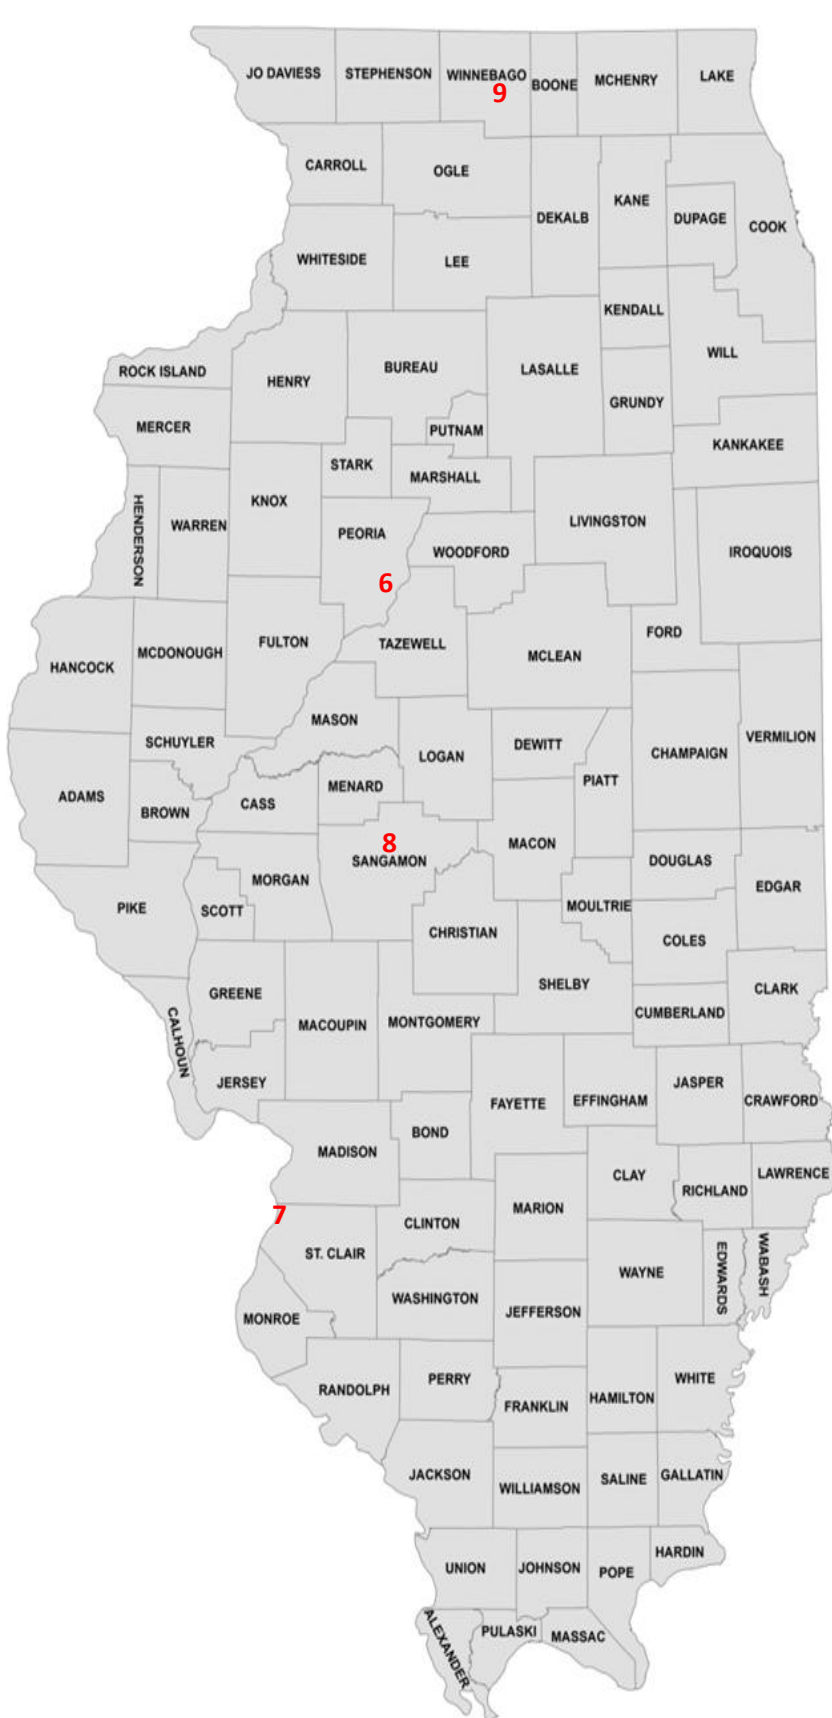 JO DAVIESS
STEPHENSON
WINNEBAGO
9
BOONE
MCHENRY
LAKE
CARROLL
OGLE
DEKALB
KANE
DUPAGE
COOK
WHITESIDE
LEE
KENDALL
WILL
ROCK ISLAND
HENRY
BUREAU
LASALLE
GRUNDY
MERCER
PUTNAM
KANKAKEE
STARK
MARSHALL
HENDERSON
WARREN
KNOX
PEORIA
6
WOODFORD
LIVINGSTON
IROQUOIS
HANCOCK
MCDONOUGH
FULTON
TAZEWELL
MCLEAN
FORD
SCHUYLER
MASON
LOGAN
DEWITT
PIATT
CHAMPAIGN
VERMILION
ADAMS
BROWN
CASS
MENARD
8
SANGAMON
MACON
DOUGLAS
EDGAR
PIKE
SCOTT
MORGAN
CHRISTIAN
MOULTRIE
COLES
GREENE
CALHOUN
MACOUPIN
MONTGOMERY
SHELBY
CUMBERLAND
CLARK
JERSEY
FAYETTE
EFFINGHAM
JASPER
CRAWFORD
MADISON
BOND
CLAY
RICHLAND
LAWRENCE
7
ST. CLAIR
CLINTON
MARION
WAYNE
EDWARDS
WABASH
MONROE
WASHINGTON
JEFFERSON
RANDOLPH
PERRY
FRANKLIN
HAMILTON
WHITE
JACKSON
WILLIAMSON
SALINE
GALLATIN
UNION
JOHNSON
POPE
HARDIN
ALEXANDER
PULASKI
MASSAC